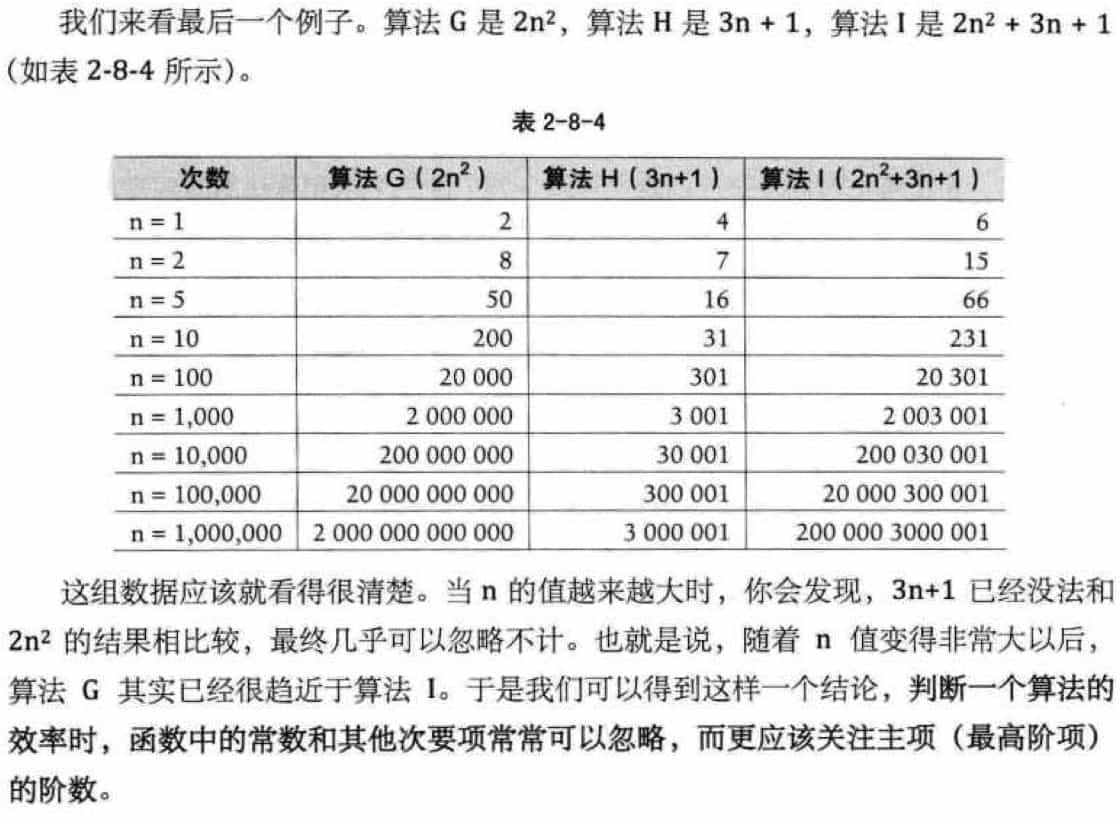 我们来看最后一个例子。算法 G 是 2n²，算法 H 是 3n + 1，算法 I 是 2n² + 3n + 1
（如表 2-8-4 所示）。
表 2-8-4
次数 算法 G（2n²） 算法 H（3n+1） 算法 I（2n²+3n+1）
n = 1 2 4 6
n = 2 8 7 15
n = 5 50 16 66
n = 10 200 31 231
n = 100 20 000 301 20 301
n = 1,000 2 000 000 3 001 2 003 001
n = 10,000 200 000 000 30 001 200 030 001
n = 100,000 20 000 000 000 300 001 20 000 300 001
n = 1,000,000 2 000 000 000 000 3 000 001 200 000 3000 001
这组数据应该就看得很清楚。当 n 的值越来越大时，你会发现，3n+1 已经没法和
2n² 的结果相比较，最终几乎可以忽略不计。也就是说，随着 n 值变得非常大以后，
算法 G 其实已经很趋近于算法 I。于是我们可以得到这样一个结论，判断一个算法的
效率时，函数中的常数和其他次要项常常可以忽略，而更应该关注主项（最高阶项）
的阶数。